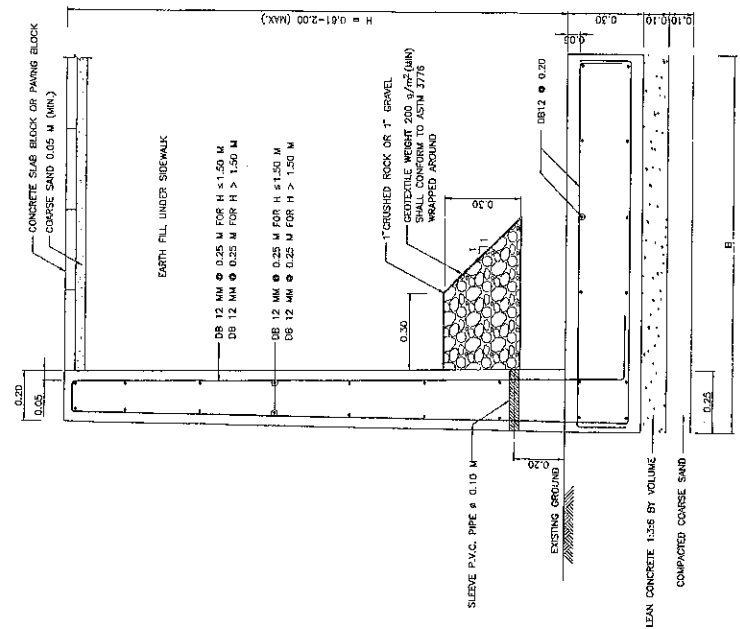 CONCRETE SLAB BLOCK OR PAVING BLOCK
COARSE SAND 0.05 M (MIN.)
H = 0.61-2.00 (MAX.)
0.30
0.10
0.10
0.05
0.20
0.05
EARTH FILL UNDER SIDEWALK
DB 12 MM @ 0.25 M FOR H ≤ 1.50 M
DB 12 MM @ 0.25 M FOR H > 1.50 M
DB 12 MM @ 0.25 M FOR H ≤ 1.50 M
DB 12 MM @ 0.25 M FOR H > 1.50 M
1" CRUSHED ROCK OR 1" GRAVEL
GEOTEXTILE WEIGHT 200 g/m² (MIN)
SHALL CONFORM TO ASTM 3776
WRAPPED AROUND
0.30
0.30
1
1
DB12 @ 0.20
SLEEVE P.V.C. PIPE ø 0.10 M
0.20
EXISTING GROUND
0.25
B
LEAN CONCRETE 1:3:6 BY VOLUME
COMPACTED COARSE SAND